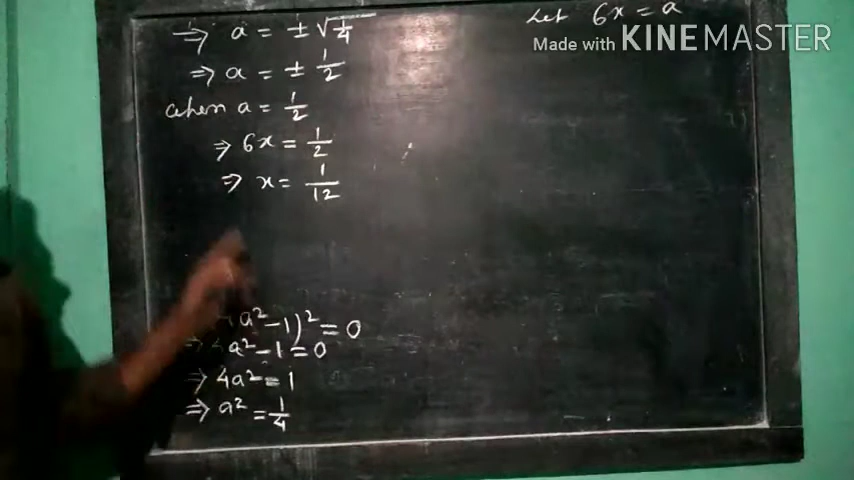 ⇒ a = ± √1/4
⇒ a = ± 1/2
when a = 1/2
⇒ 6x = 1/2
⇒ x = 1/12
Let 6x = a
Made with KINEMASTER
a² - 1)² = 0
4a² - 1 = 0
⇒ 4a² = 1
⇒ a² = 1/4